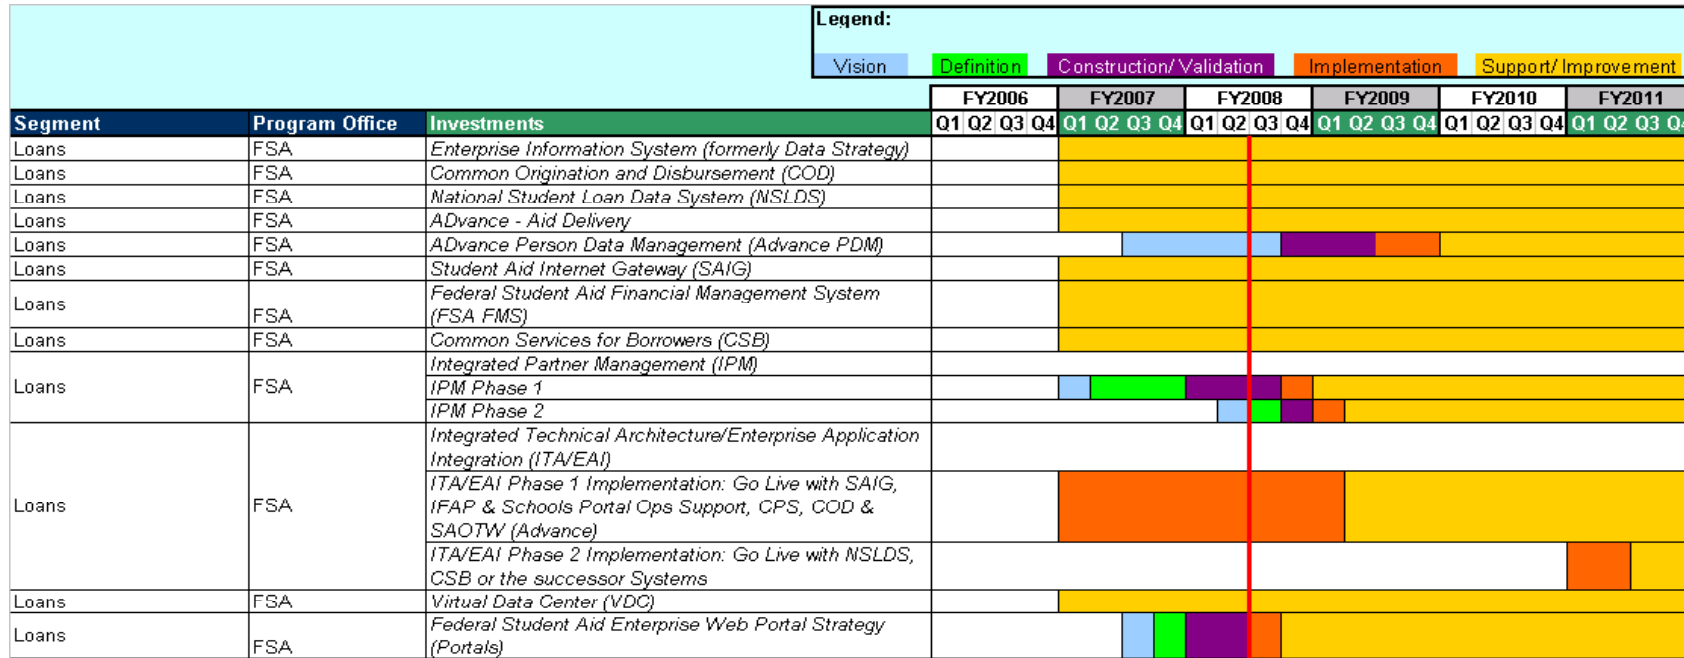 Legend:
Vision Definition Construction/Validation Implementation Support/Improvement
FY2006 FY2007 FY2008 FY2009 FY2010 FY2011
Segment Program Office Investments Q1 Q2 Q3 Q4 Q1 Q2 Q3 Q4 Q1 Q2 Q3 Q4 Q1 Q2 Q3 Q4 Q1 Q2 Q3 Q4 Q1 Q2 Q3 Q4
Loans FSA Enterprise Information System (formerly Data Strategy)
Loans FSA Common Origination and Disbursement (COD)
Loans FSA National Student Loan Data System (NSLDS)
Loans FSA ADvance - Aid Delivery
Loans FSA ADvance Person Data Management (Advance PDM)
Loans FSA Student Aid Internet Gateway (SAIG)
Loans FSA Federal Student Aid Financial Management System
(FSA FMS)
Loans FSA Common Services for Borrowers (CSB)
Loans FSA Integrated Partner Management (IPM)
IPM Phase 1
IPM Phase 2
Loans FSA Integrated Technical Architecture/Enterprise Application
Integration (ITA/EAI)
ITA/EAI Phase 1 Implementation: Go Live with SAIG,
IFAP & Schools Portal Ops Support, CPS, COD &
SAOTW (Advance)
ITA/EAI Phase 2 Implementation: Go Live with NSLDS,
CSB or the successor Systems
Loans FSA Virtual Data Center (VDC)
Loans FSA Federal Student Aid Enterprise Web Portal Strategy
(Portals)